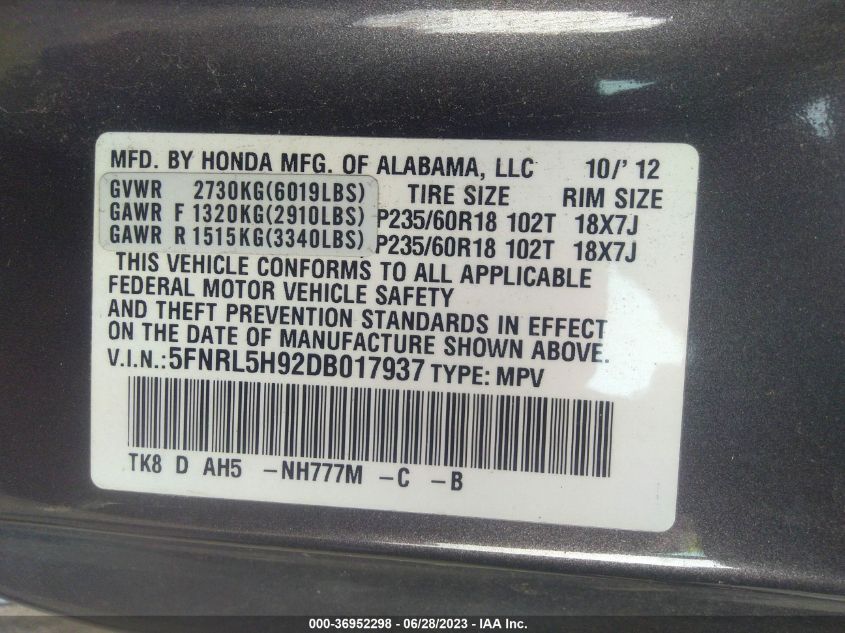 MFD. BY HONDA MFG. OF ALABAMA, LLC 10/'12
GVWR 2730KG(6019LBS) TIRE SIZE RIM SIZE
GAWR F 1320KG(2910LBS) P235/60R18 102T 18X7J
GAWR R 1515KG(3340LBS) P235/60R18 102T 18X7J
THIS VEHICLE CONFORMS TO ALL APPLICABLE
FEDERAL MOTOR VEHICLE SAFETY
AND THEFT PREVENTION STANDARDS IN EFFECT
ON THE DATE OF MANUFACTURE SHOWN ABOVE.
V.I.N.:5FNRL5H92DB017937 TYPE: MPV
TK8 D AH5 -NH777M -C -B
000-36952298 - 06/28/2023 - IAA Inc.